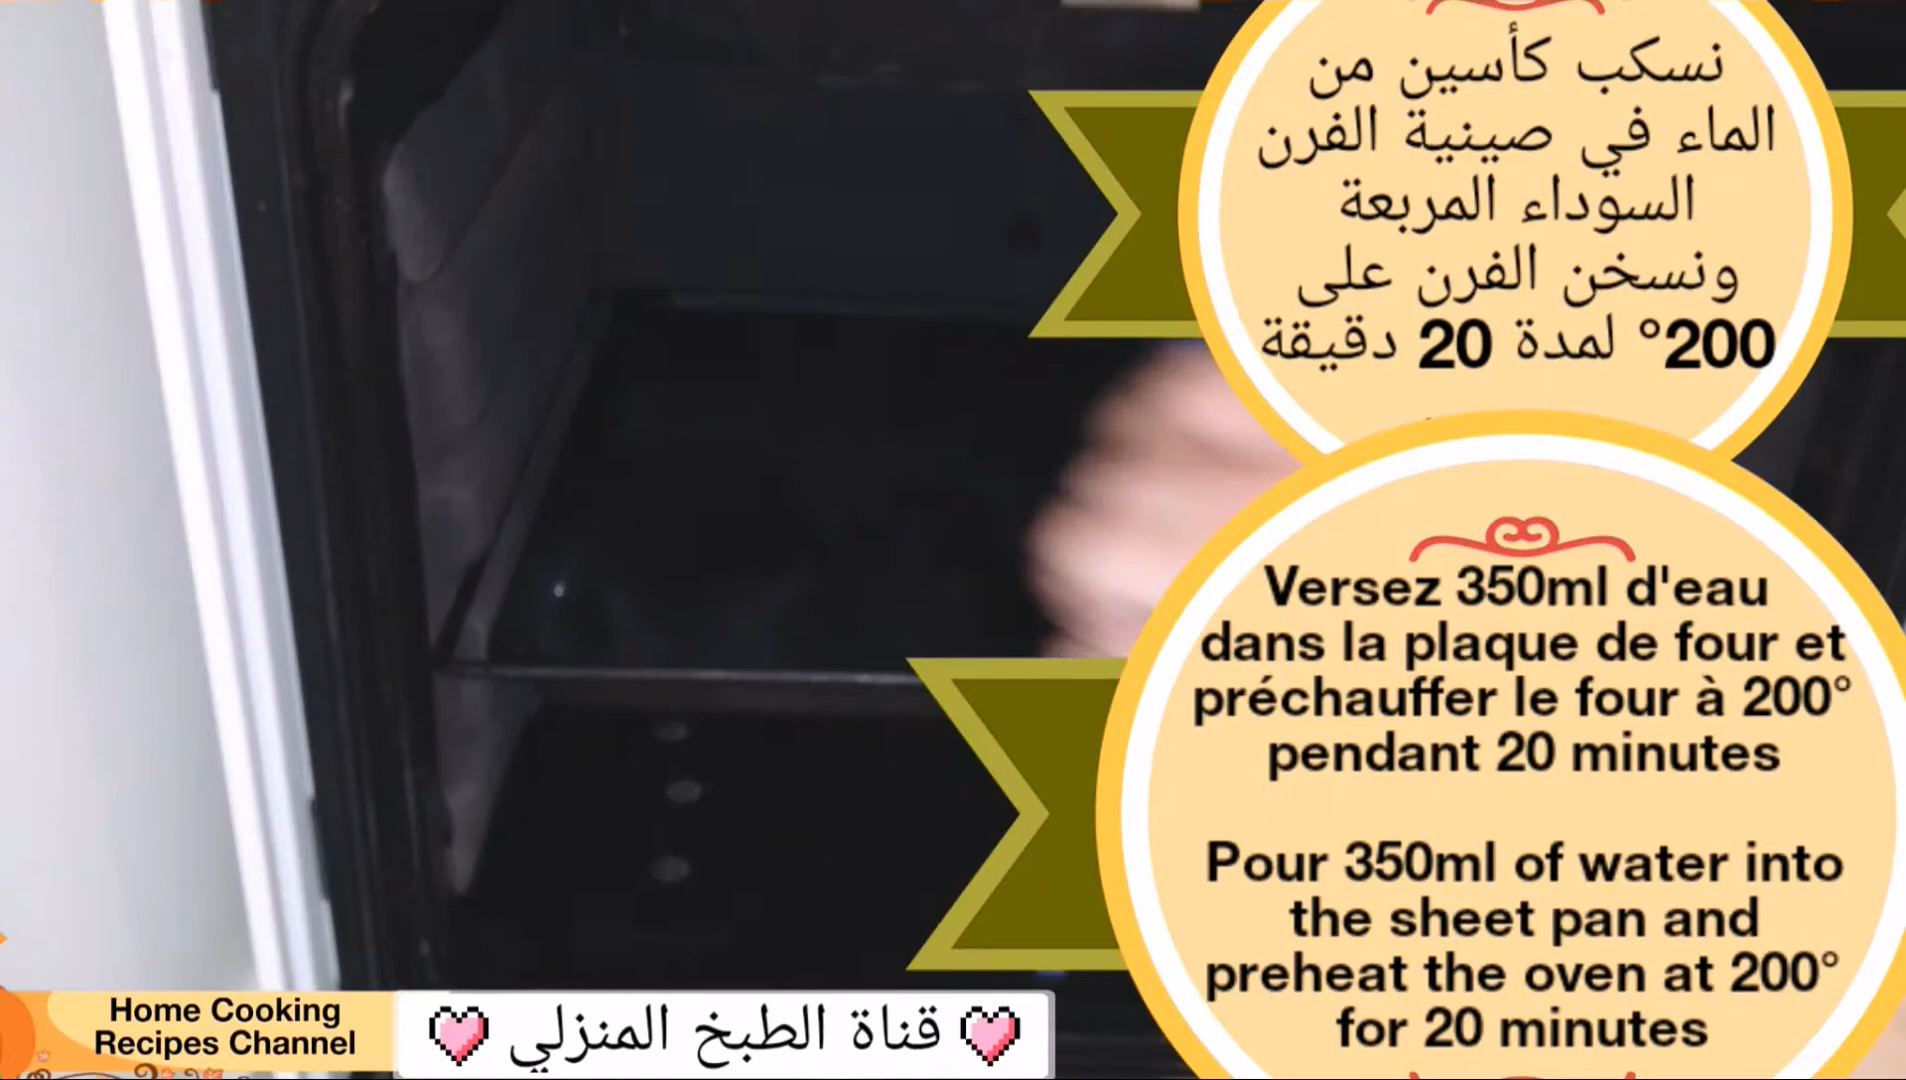 نسكب كأسين من
الماء في صينية الفرن
السوداء المربعة
ونسخن الفرن على
200° لمدة 20 دقيقة
Versez 350ml d'eau
dans la plaque de four et
préchauffer le four à 200°
pendant 20 minutes
Pour 350ml of water into
the sheet pan and
preheat the oven at 200°
for 20 minutes
Home Cooking
Recipes Channel
قناة الطبخ المنزلي